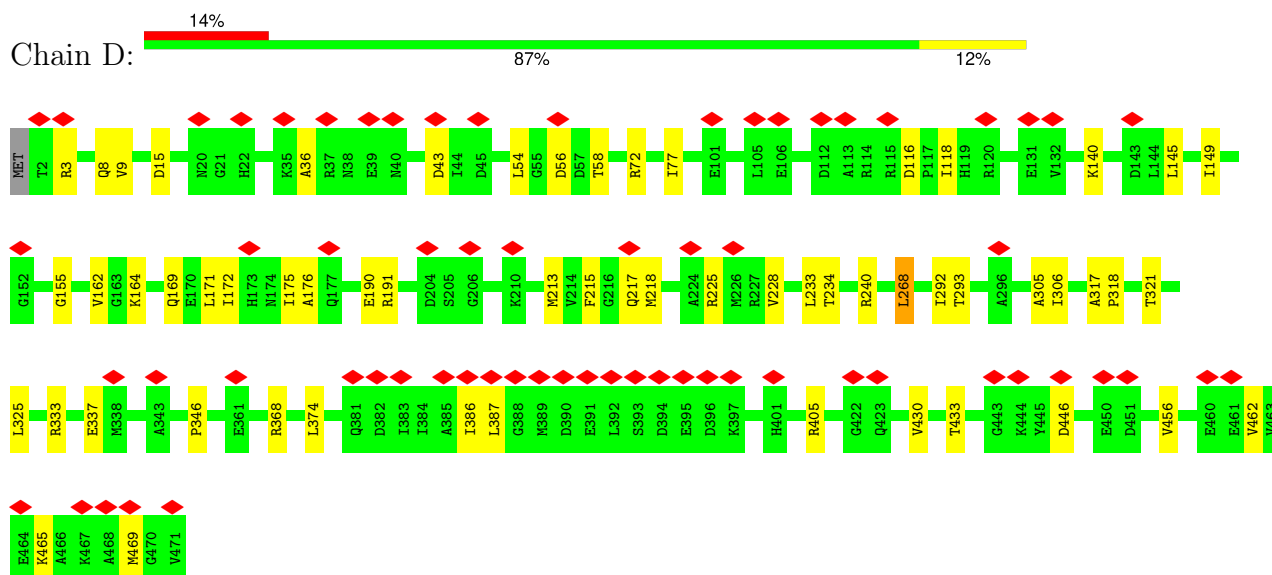 14%
Chain D:
87%
12%
MET T2 R3 Q8 V9 D15 N20 G21 H22 K35 A36 R37 N38 E39 N40 D43 I44 D45 L54 G55 D56 D57 T58 R72 I77 E101 L105 E106 D112 A113 R114 R115 D116 P117 I118 H119 R120 E131 V132 K140 D143 L144 L145 I149
G152 G155 V162 G163 K164 Q169 E170 L171 I172 H173 N174 I175 A176 Q177 E190 R191 D204 S205 G206 K210 M213 V214 F215 G216 Q217 M218 A224 R225 M226 R227 V228 L233 T234 R240 L268 I292 T293 A296 A305 I306 A317 P318 T321
L325 R333 E337 M338 A343 P346 E361 R368 L374 Q381 D382 I383 I384 A385 I386 L387 G388 M389 D390 E391 L392 S393 D394 E395 D396 K397 H401 R405 G422 Q423 V430 T433 G443 K444 Y445 D446 E450 D451 V456 E460 E461 V462 V463
E464 K465 A466 K467 A468 M469 G470 V471